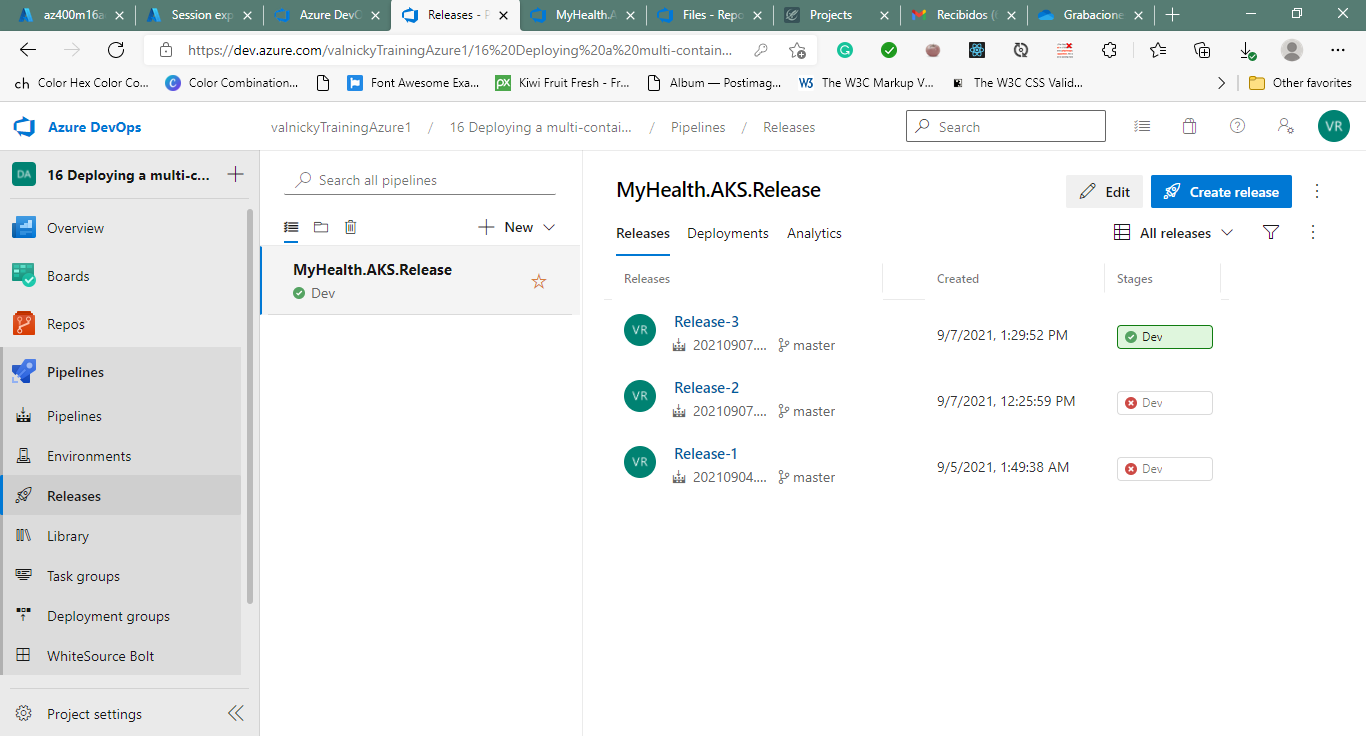 az400m16a
Session exp
Azure DevO
Releases - P
MyHealth.A
Files - Repo
Projects
Recibidos (
Grabacione
https://dev.azure.com/valnickyTrainingAzure1/16%20Deploying%20a%20multi-contain...
ch Color Hex Color Co...
C Color Combination...
Font Awesome Exa...
px Kiwi Fruit Fresh - Fr...
Album — Postimag...
W3 The W3C Markup V...
The W3C CSS Valid...
Other favorites
Azure DevOps
valnickyTrainingAzure1 / 16 Deploying a multi-contai... / Pipelines / Releases
Search
VR
DA 16 Deploying a multi-c...
Overview
Boards
Repos
Pipelines
Pipelines
Environments
Releases
Library
Task groups
Deployment groups
WhiteSource Bolt
Project settings
Search all pipelines
New
MyHealth.AKS.Release
Dev
MyHealth.AKS.Release
Edit
Create release
Releases Deployments Analytics
All releases
Releases Created Stages
VR Release-3
20210907.... master
9/7/2021, 1:29:52 PM
Dev
VR Release-2
20210907.... master
9/7/2021, 12:25:59 PM
Dev
VR Release-1
20210904.... master
9/5/2021, 1:49:38 AM
Dev